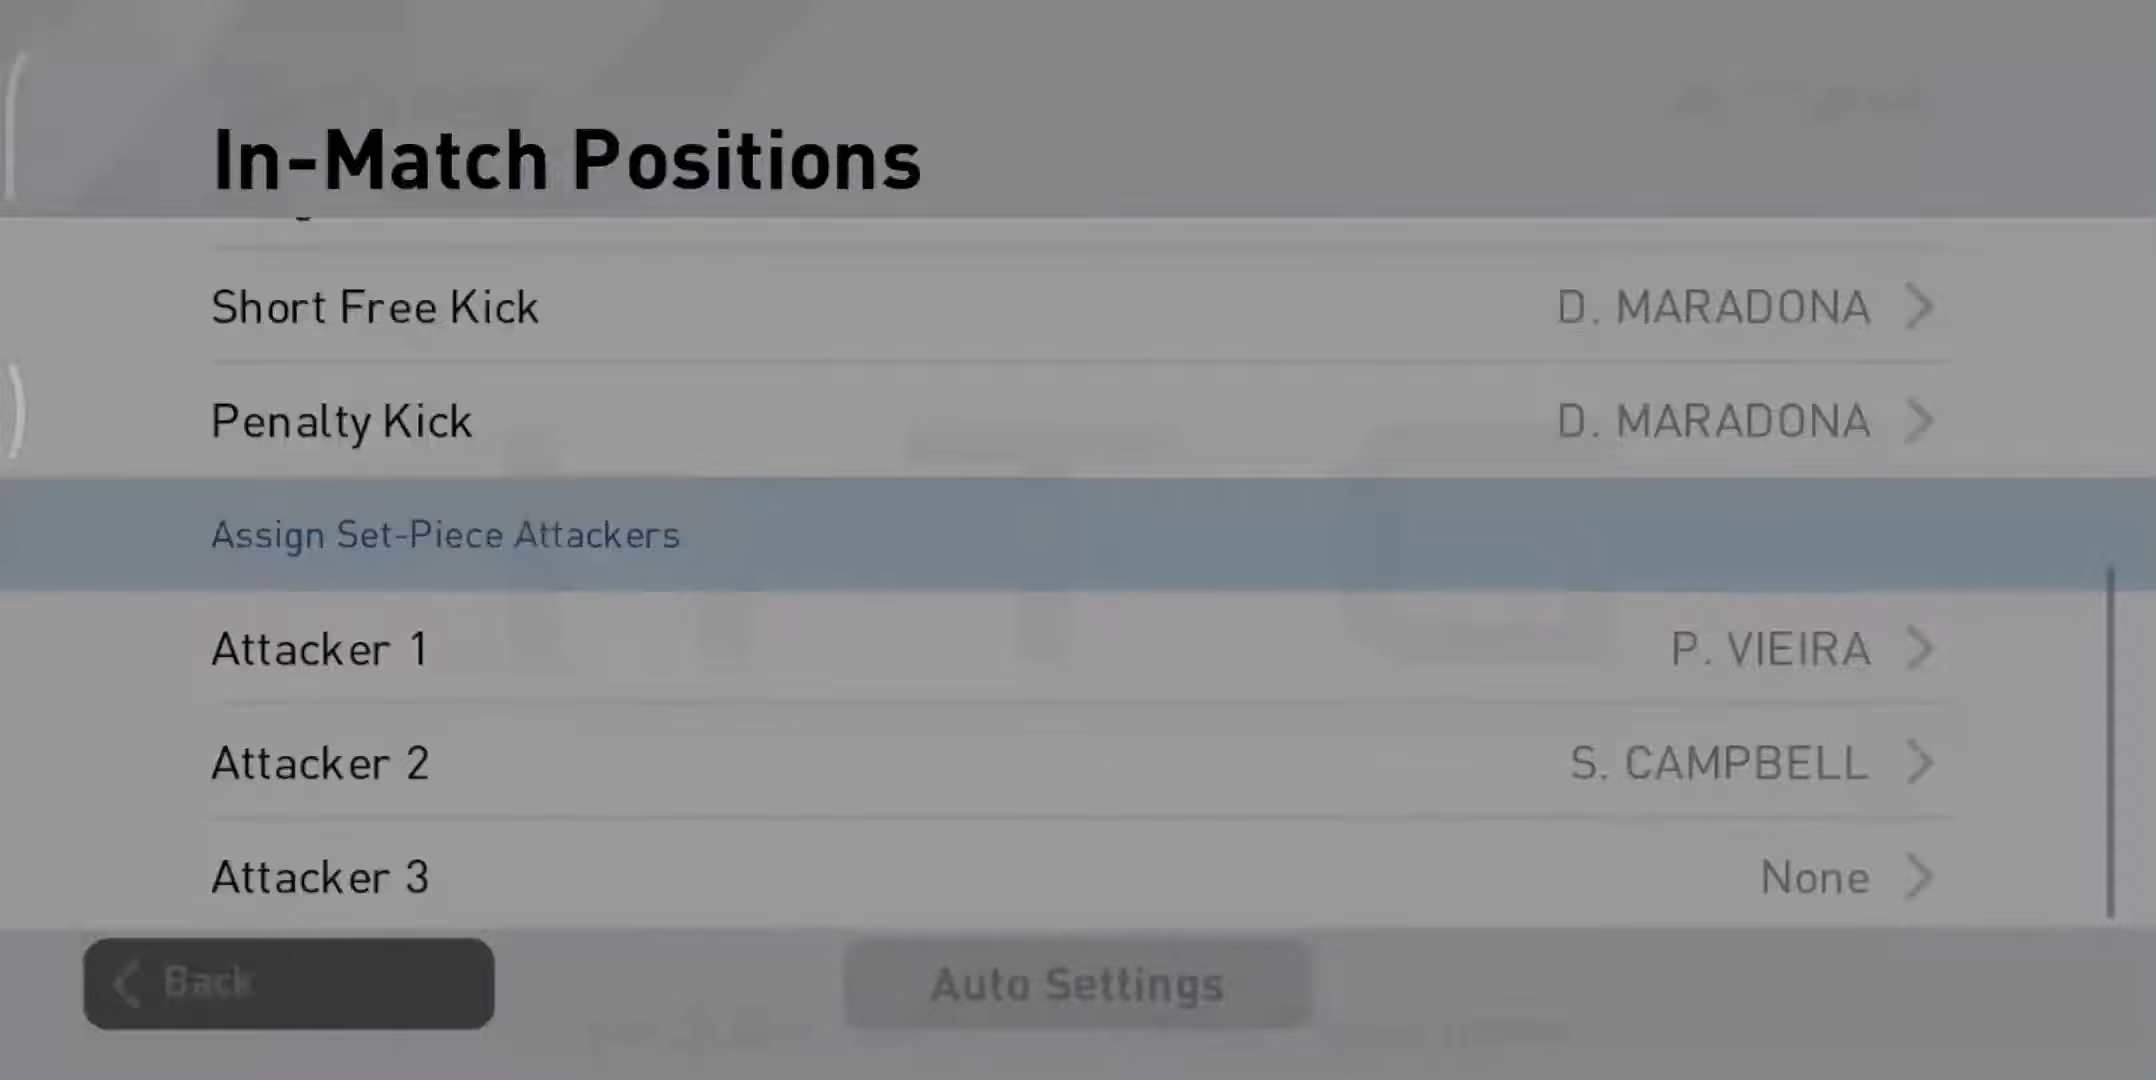 In-Match Positions
Short Free Kick D. MARADONA
Penalty Kick D. MARADONA
Assign Set-Piece Attackers
Attacker 1 P. VIEIRA
Attacker 2 S. CAMPBELL
Attacker 3 None
Back Auto Settings